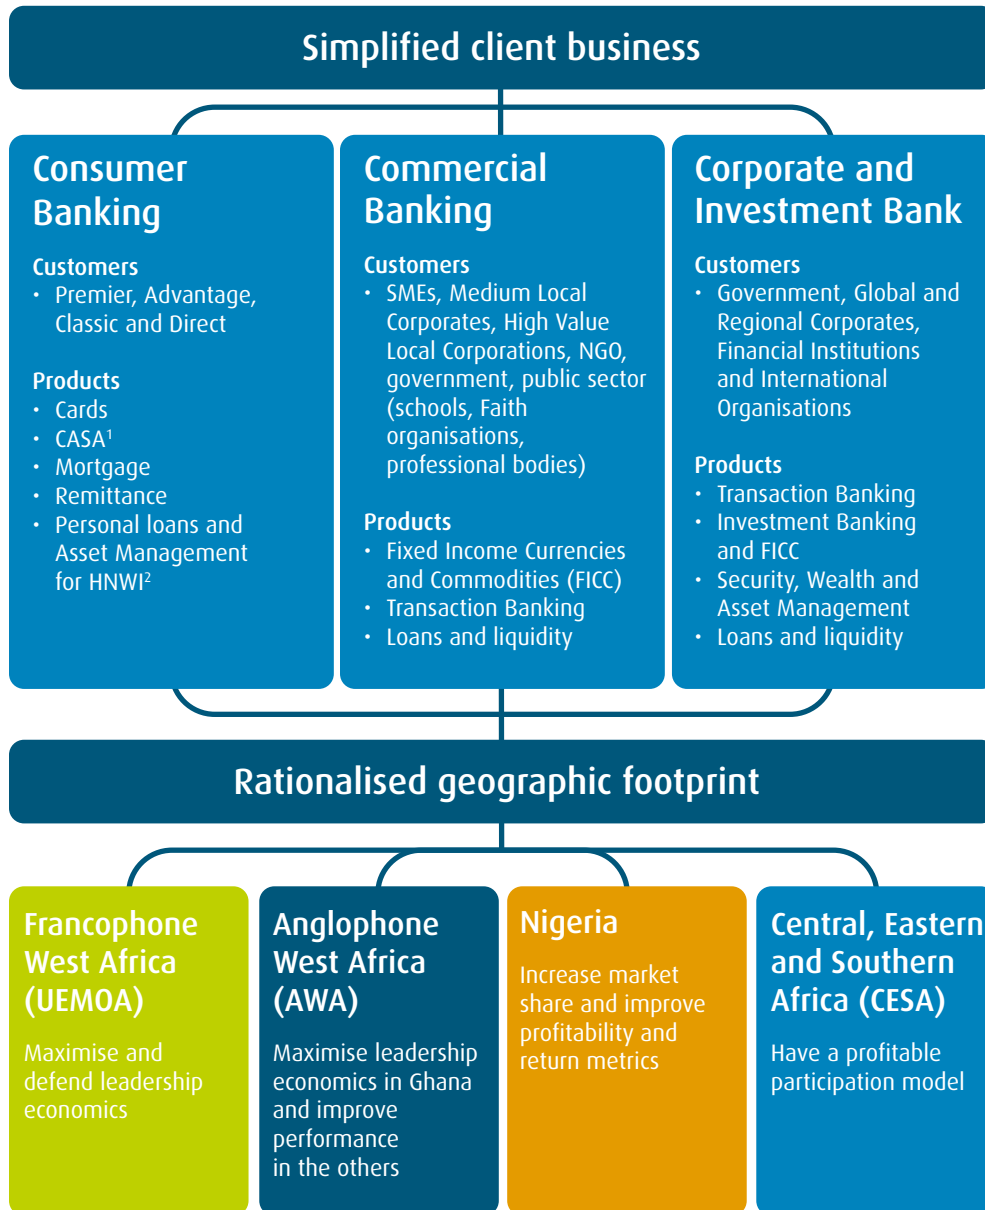 Simplified client business
Consumer
Banking
Customers
• Premier, Advantage,
Classic and Direct
Products
• Cards
• CASA¹
• Mortgage
• Remittance
• Personal loans and
Asset Management
for HNWI²
Commercial
Banking
Customers
• SMEs, Medium Local
Corporates, High Value
Local Corporations, NGO,
government, public sector
(schools, Faith
organisations,
professional bodies)
Products
• Fixed Income Currencies
and Commodities (FICC)
• Transaction Banking
• Loans and liquidity
Corporate and
Investment Bank
Customers
• Government, Global and
Regional Corporates,
Financial Institutions
and International
Organisations
Products
• Transaction Banking
• Investment Banking
and FICC
• Security, Wealth and
Asset Management
• Loans and liquidity
Rationalised geographic footprint
Francophone
West Africa
(UEMOA)
Maximise and
defend leadership
economics
Anglophone
West Africa
(AWA)
Maximise leadership
economics in Ghana
and improve
performance
in the others
Nigeria
Increase market
share and improve
profitability and
return metrics
Central, Eastern
and Southern
Africa (CESA)
Have a profitable
participation model